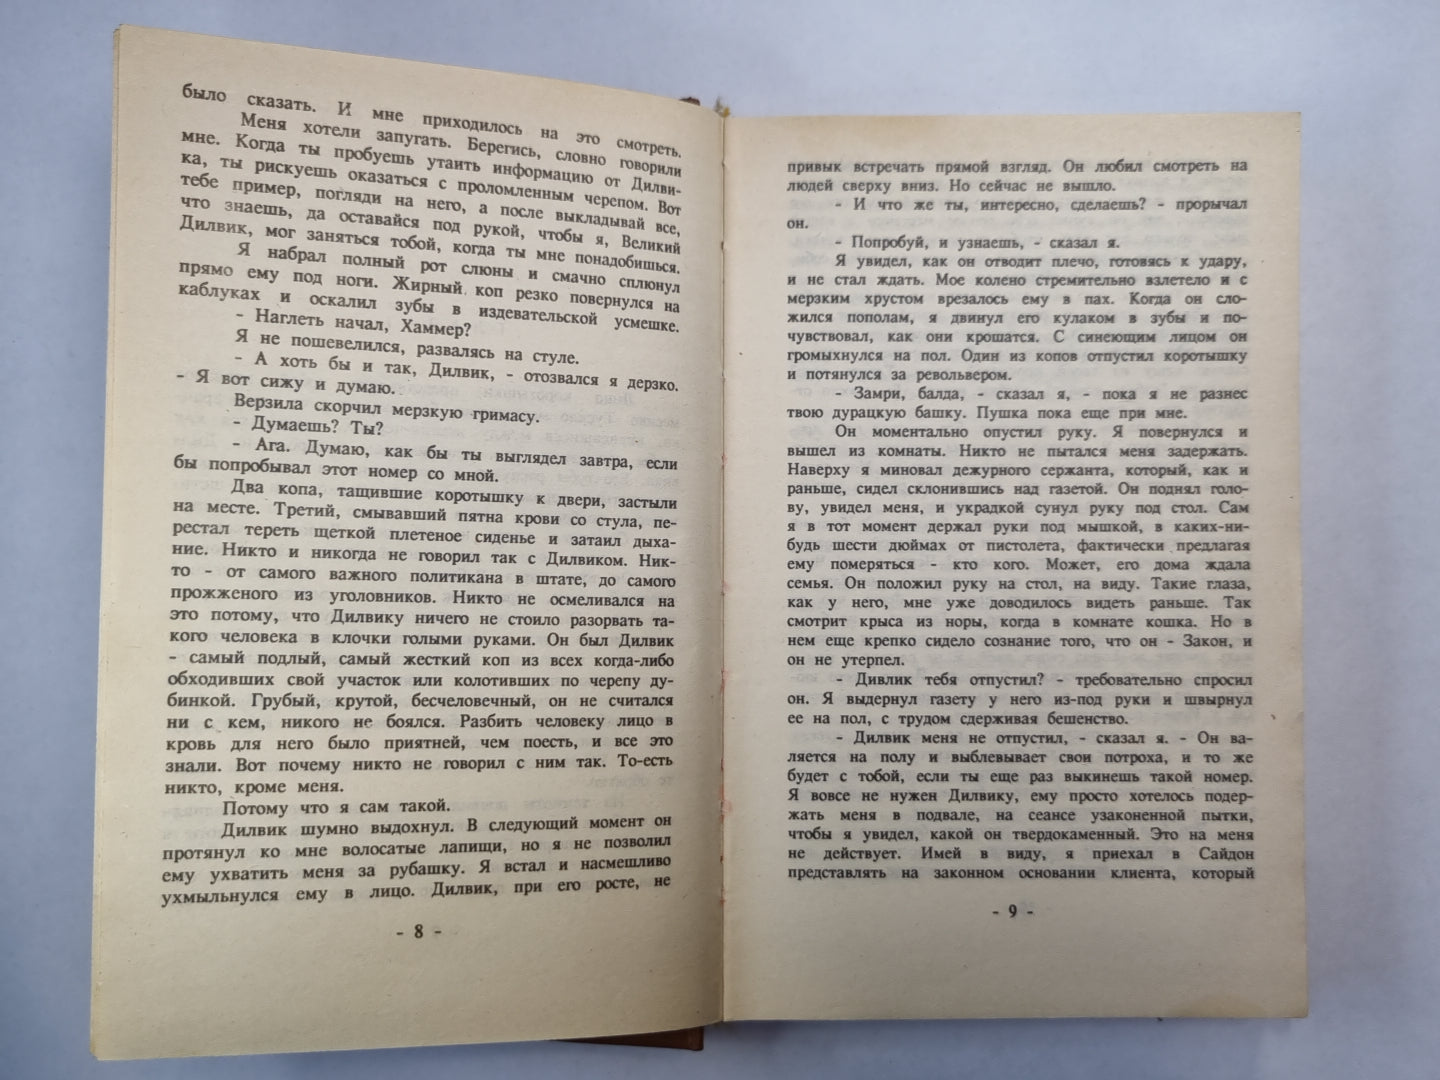 было сказать. И мне приходилось на это смотреть.
Меня хотели запугать. Берегись, словно говорили
мне. Когда ты пробуешь утаить информацию от Дилви-
ка, ты рискуешь оказаться с проломленным черепом. Вот
тебе пример, погляди на него, а после выкладывай все,
что знаешь, да оставайся под рукой, чтобы я, Великий
Дилвик, мог заняться тобой, когда ты мне понадобишься.
Я набрал полный рот слюны и смачно сплюнул
прямо ему под ноги. Жирный коп резко повернулся на
каблуках и оскалил зубы в издевательской усмешке.
- Наглеть начал, Хаммер?
Я не пошевелился, развалясь на стуле.
- А хоть бы и так, Дилвик, - отозвался я дерзко.
- Я вот сижу и думаю.
Верзила скорчил мерзкую гримасу.
- Думаешь? Ты?
- Ага. Думаю, как бы ты выглядел завтра, если
бы попробывал этот номер со мной.
Два копа, тащившие коротышку к двери, застыли
на месте. Третий, смывавший пятна крови со стула, пе-
рестал тереть щеткой плетеное сиденье и затаил дыха-
ние. Никто и никогда не говорил так с Дилвиком. Ник-
то - от самого важного политикана в штате, до самого
прожженого из уголовников. Никто не осмеливался на
это потому, что Дилвику ничего не стоило разорвать та-
кого человека в клочки голыми руками. Он был Дилвик
- самый подлый, самый жесткий коп из всех когда-либо
обходивших свой участок или колотивших по черепу ду-
бинкой. Грубый, крутой, бесчеловечный, он не считался
ни с кем, никого не боялся. Разбить человеку лицо в
кровь для него было приятней, чем поесть, и все это
знали. Вот почему никто не говорил с ним так. То-есть
никто, кроме меня.
Потому что я сам такой.
Дилвик шумно выдохнул. В следующий момент он
протянул ко мне волосатые лапищи, но я не позволил
ему ухватить меня за рубашку. Я встал и насмешливо
ухмыльнулся ему в лицо. Дилвик, при его росте, не
- 8 -
привык встречать прямой взгляд. Он любил смотреть на
людей сверху вниз. Но сейчас не вышло.
- И что же ты, интересно, сделаешь? - прорычал
он.
- Попробуй, и узнаешь, - сказал я.
Я увидел, как он отводит плечо, готовясь к удару,
и не стал ждать. Мое колено стремительно взлетело и с
мерзким хрустом врезалось ему в пах. Когда он сло-
жился пополам, я двинул его кулаком в зубы и по-
чувствовал, как они крошатся. С синеющим лицом он
громыхнулся на пол. Один из копов отпустил коротышку
и потянулся за револьвером.
- Замри, балда, - сказал я, - пока я не разнес
твою дурацкую башку. Пушка пока еще при мне.
Он моментально опустил руку. Я повернулся и
вышел из комнаты. Никто не пытался меня задержать.
Наверху я миновал дежурного сержанта, который, как и
раньше, сидел склонившись над газетой. Он поднял голо-
ву, увидел меня, и украдкой сунул руку под стол. Сам
я в тот момент держал руки под мышкой, в каких-ни-
будь шести дюймах от пистолета, фактически предлагая
ему померяться - кто кого. Может, его дома ждала
семья. Он положил руку на стол, на виду. Такие глаза,
как у него, мне уже доводилось видеть раньше. Так
смотрит крыса из норы, когда в комнате кошка. Но в
нем еще крепко сидело сознание того, что он - Закон, и
он не утерпел.
- Дивлик тебя отпустил? - требовательно спросил
он. Я выдернул газету у него из-под руки и швырнул
ее на пол, с трудом сдерживая бешенство.
- Дилвик меня не отпустил, - сказал я. - Он ва-
ляется на полу и выблевывает свои потроха, и то же
будет с тобой, если ты еще раз выкинешь такой номер.
Я вовсе не нужен Дилвику, ему просто хотелось подер-
жать меня в подвале, на сеансе узаконенной пытки,
чтобы я увидел, какой он твердокаменный. Это на меня
не действует. Имей в виду, я приехал в Сайдон
представлять на законном основании клиента, который
- 9 -